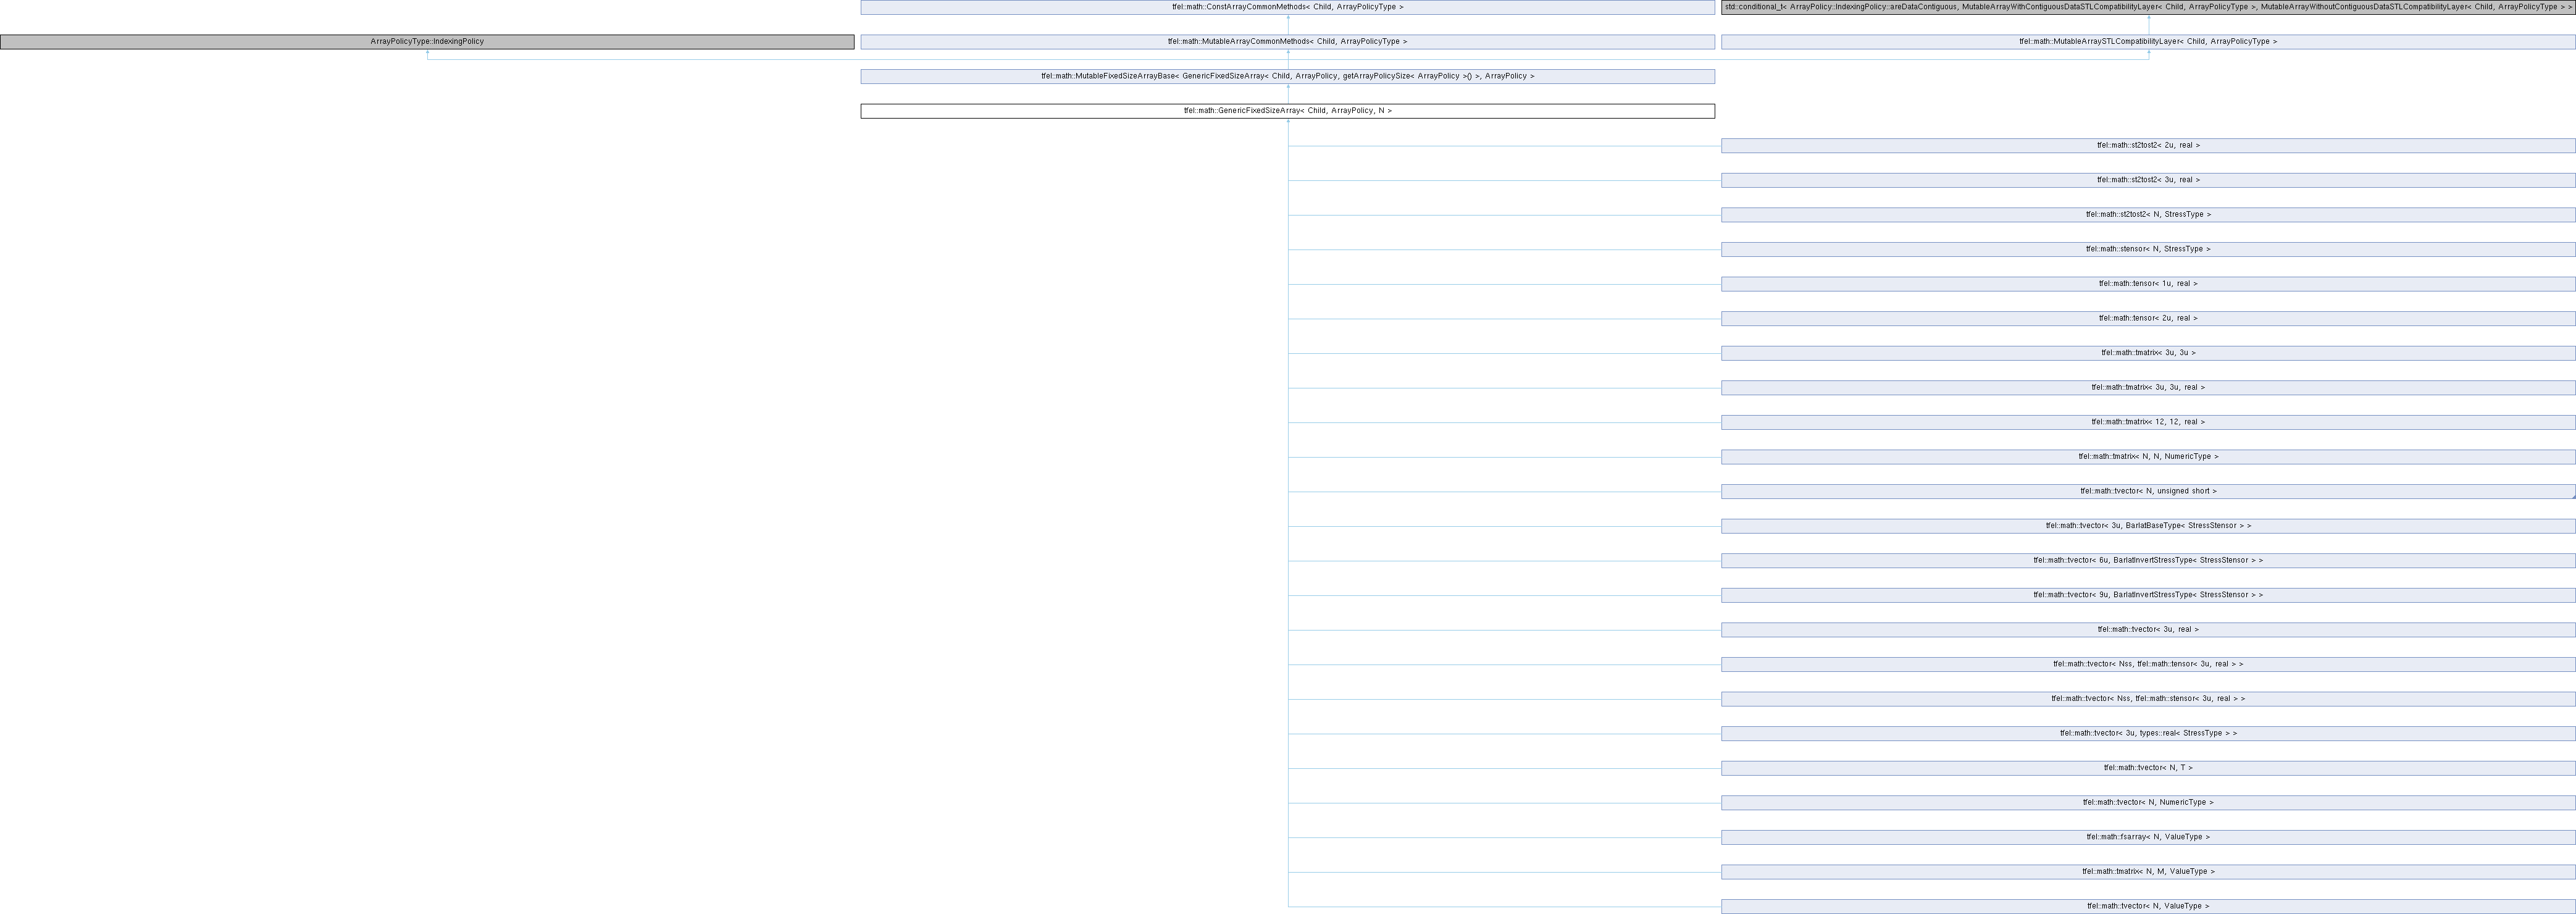 tfel::math::ConstArrayCommonMethods< Child, ArrayPolicyType >
std::conditional_t< ArrayPolicy::IndexingPolicy::areDataContiguous, MutableArrayWithContiguousDataSTLCompatibilityLayer< Child, ArrayPolicyType >, MutableArrayWithoutContiguousDataSTLCompatibilityLayer< Child, ArrayPolicyType > >
ArrayPolicyType::IndexingPolicy
tfel::math::MutableArrayCommonMethods< Child, ArrayPolicyType >
tfel::math::MutableArraySTLCompatibilityLayer< Child, ArrayPolicyType >
tfel::math::MutableFixedSizeArrayBase< GenericFixedSizeArray< Child, ArrayPolicy, getArrayPolicySize< ArrayPolicy >() >, ArrayPolicy >
tfel::math::GenericFixedSizeArray< Child, ArrayPolicy, N >
tfel::math::st2tost2< 2u, real >
tfel::math::st2tost2< 3u, real >
tfel::math::st2tost2< N, StressType >
tfel::math::stensor< N, StressType >
tfel::math::tensor< 1u, real >
tfel::math::tensor< 2u, real >
tfel::math::tmatrix< 3u, 3u >
tfel::math::tmatrix< 3u, 3u, real >
tfel::math::tmatrix< 12, 12, real >
tfel::math::tmatrix< N, N, NumericType >
tfel::math::tvector< N, unsigned short >
tfel::math::tvector< 3u, BarlatBaseType< StressStensor > >
tfel::math::tvector< 6u, BarlatInvertStressType< StressStensor > >
tfel::math::tvector< 9u, BarlatInvertStressType< StressStensor > >
tfel::math::tvector< 3u, real >
tfel::math::tvector< Nss, tfel::math::tensor< 3u, real > >
tfel::math::tvector< Nss, tfel::math::stensor< 3u, real > >
tfel::math::tvector< 3u, types::real< StressType > >
tfel::math::tvector< N, T >
tfel::math::tvector< N, NumericType >
tfel::math::fsarray< N, ValueType >
tfel::math::tmatrix< N, M, ValueType >
tfel::math::tvector< N, ValueType >